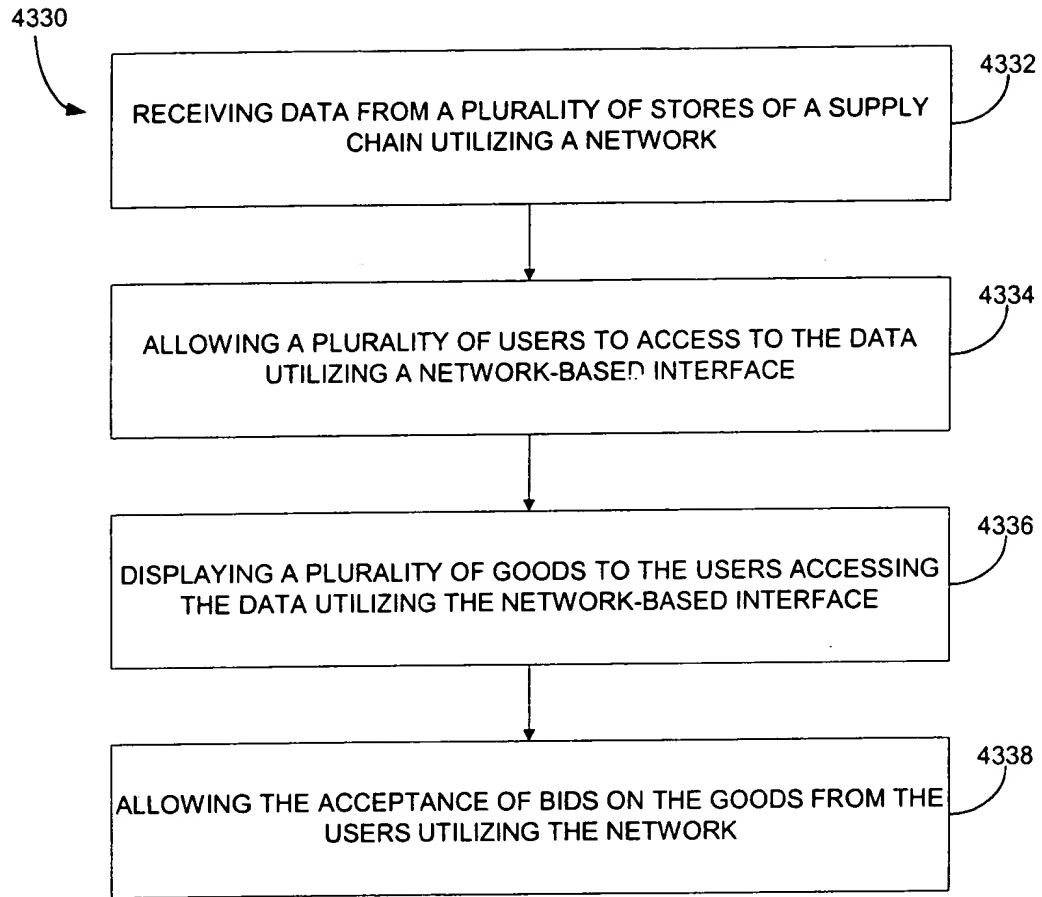 4330
4332
RECEIVING DATA FROM A PLURALITY OF STORES OF A SUPPLY
CHAIN UTILIZING A NETWORK
4334
ALLOWING A PLURALITY OF USERS TO ACCESS TO THE DATA
UTILIZING A NETWORK-BASED INTERFACE
4336
DISPLAYING A PLURALITY OF GOODS TO THE USERS ACCESSING
THE DATA UTILIZING THE NETWORK-BASED INTERFACE
4338
ALLOWING THE ACCEPTANCE OF BIDS ON THE GOODS FROM THE
USERS UTILIZING THE NETWORK